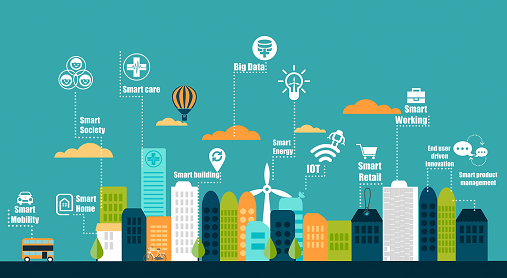 Big Data
Smart care
Smart
Society
Smart
Energy
Smart
Working
End user
driven
Innovation
Smart product
management
Smart building
IOT
Smart
Retail
Smart
Home
Smart
Mobility